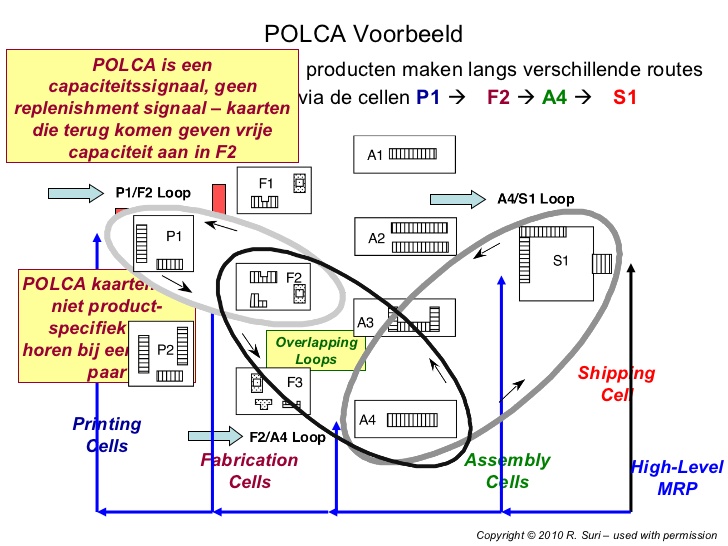 POLCA Voorbeeld
POLCA is een
capaciteitssignaal, geen
replenishment signaal – kaarten
die terug komen geven vrije
capaciteit aan in F2
producten maken langs verschillende routes
via de cellen P1 → F2 → A4 → S1
A1
F1
P1/F2 Loop
A4/S1 Loop
P1
A2
S1
F2
POLCA kaarten
niet product-
specifiek
horen bij een
paar
P2
A3
Overlapping
Loops
F3
Shipping
Cell
A4
Printing
Cells
F2/A4 Loop
Fabrication
Cells
Assembly
Cells
High-Level
MRP
Copyright © 2010 R. Suri – used with permission